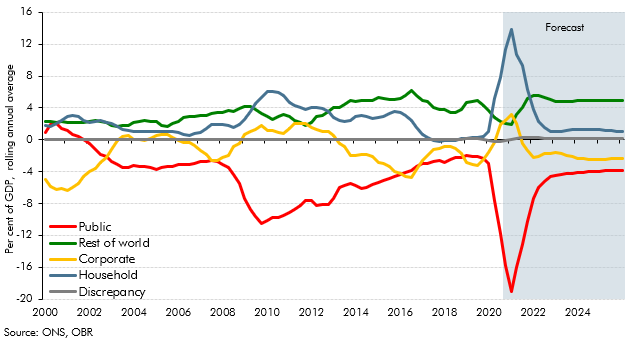 16
12
8
4
0
-4
-8
-12
-16
-20
Per cent of GDP, rolling annual average
Forecast
Public
Rest of world
Corporate
Household
Discrepancy
2000 2002 2004 2006 2008 2010 2012 2014 2016 2018 2020 2022 2024
Source: ONS, OBR